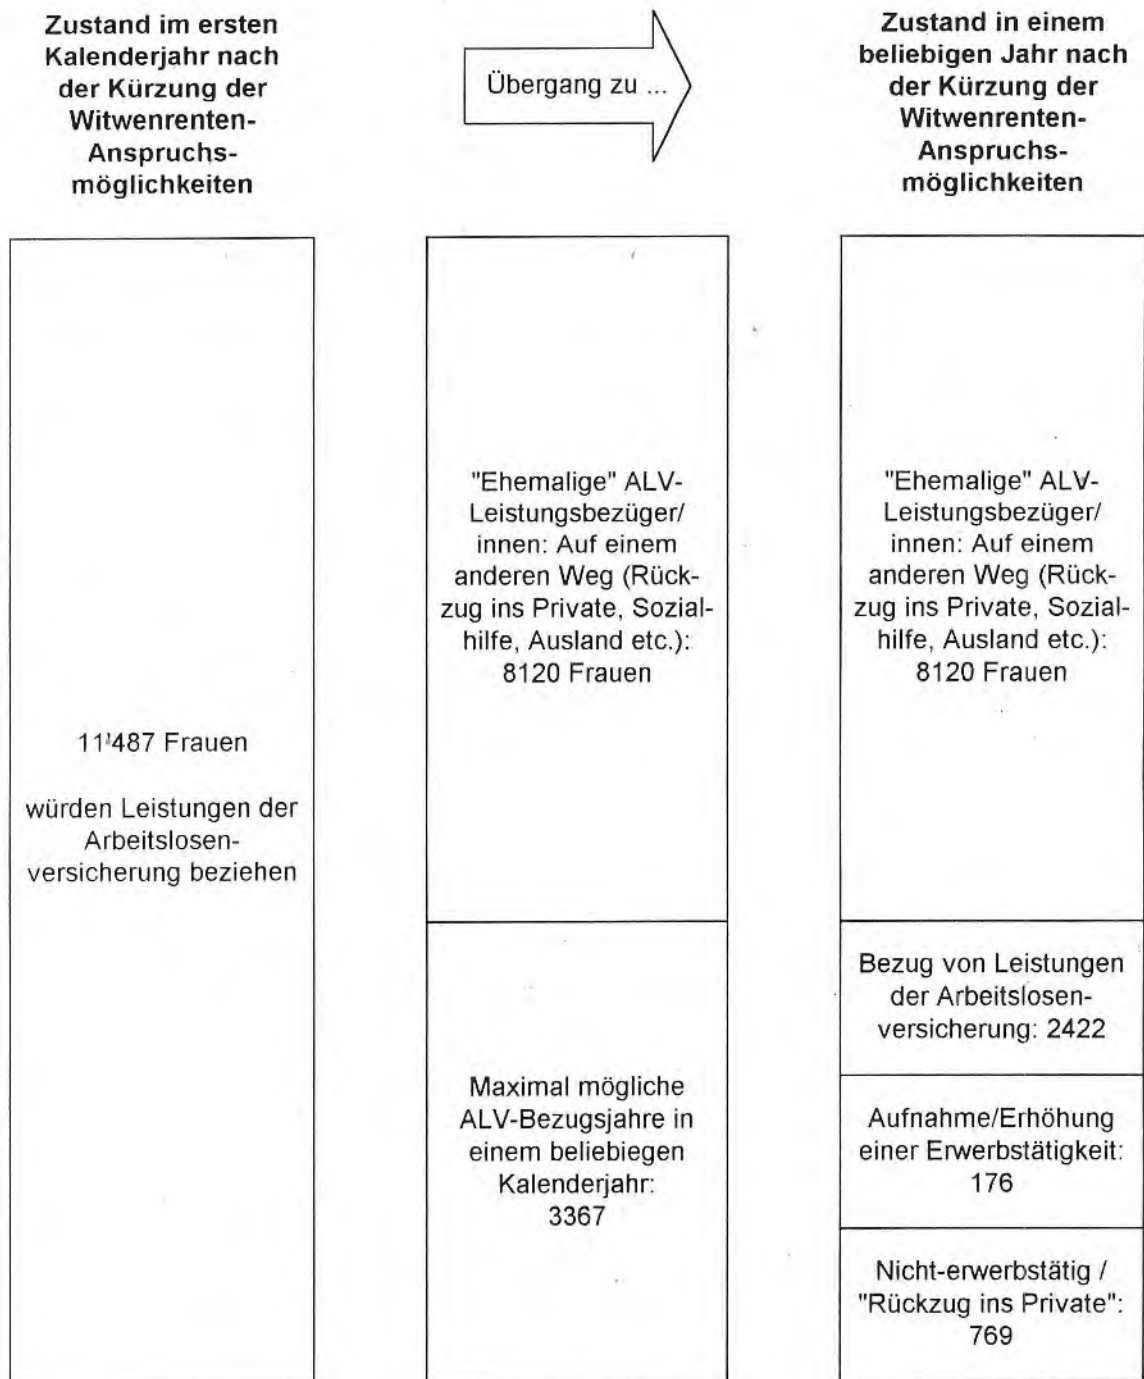 Zustand im ersten
Kalenderjahr nach
der Kürzung der
Witwenrenten-
Anspruchs-
möglichkeiten
Übergang zu ...
Zustand in einem
beliebigen Jahr nach
der Kürzung der
Witwenrenten-
Anspruchs-
möglichkeiten
11'487 Frauen
würden Leistungen der
Arbeitslosen-
versicherung beziehen
"Ehemalige" ALV-
Leistungsbezüger/
innen: Auf einem
anderen Weg (Rück-
zug ins Private, Sozial-
hilfe, Ausland etc.):
8120 Frauen
Maximal mögliche
ALV-Bezugsjahre in
einem beliebiegen
Kalenderjahr:
3367
"Ehemalige" ALV-
Leistungsbezüger/
innen: Auf einem
anderen Weg (Rück-
zug ins Private, Sozial-
hilfe, Ausland etc.):
8120 Frauen
Bezug von Leistungen
der Arbeitslosen-
versicherung: 2422
Aufnahme/Erhöhung
einer Erwerbstätigkeit:
176
Nicht-erwerbstätig /
"Rückzug ins Private":
769